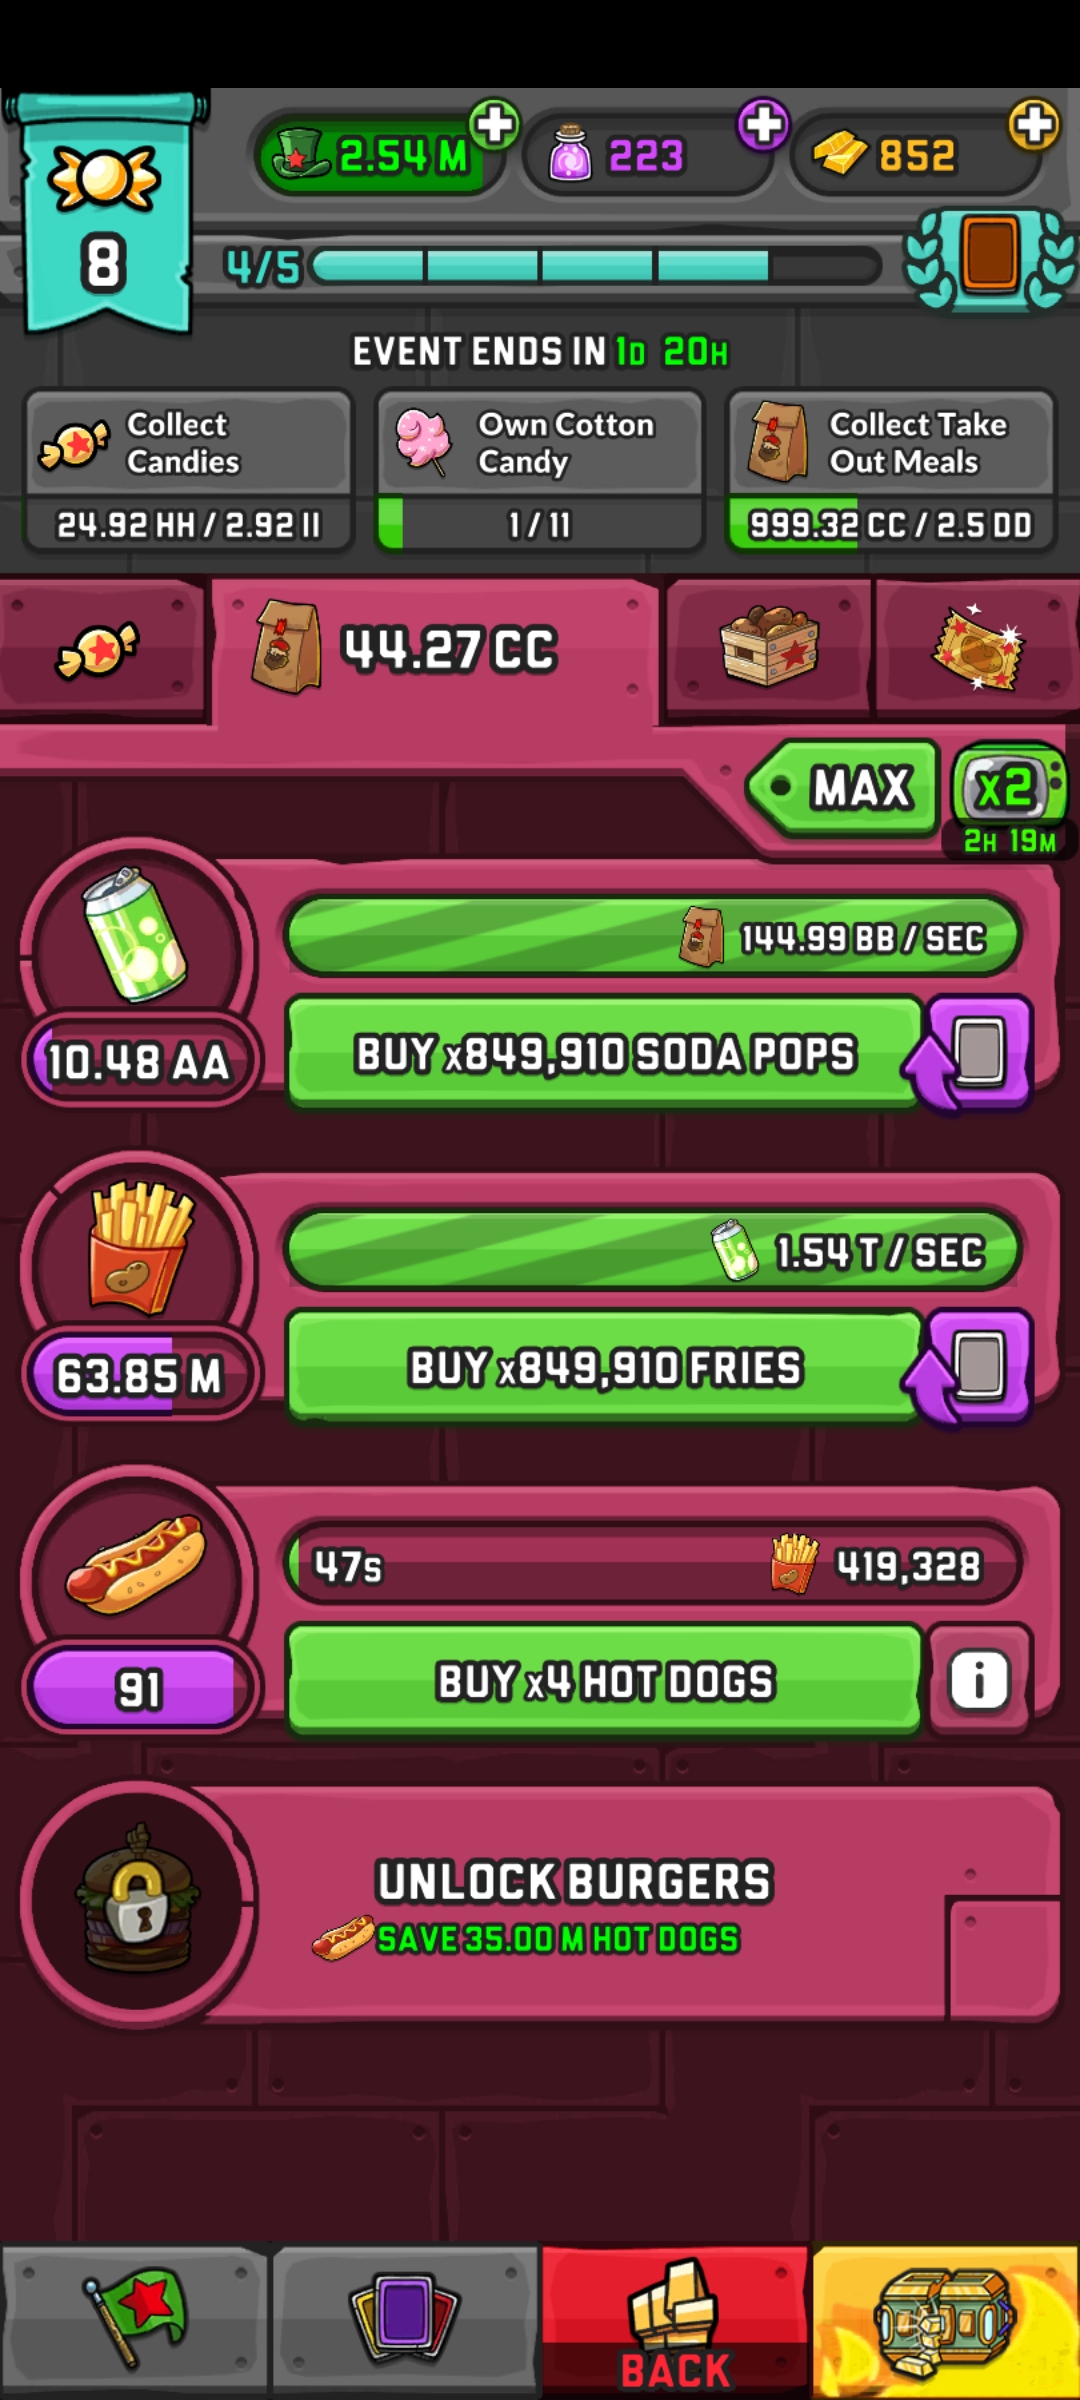 2.54 M
223
852
8
4/5
EVENT ENDS IN 1D 20H
Collect
Candies
24.92 HH / 2.92 II
Own Cotton
Candy
1 / 11
Collect Take
Out Meals
999.32 CC / 2.5 DD
44.27 CC
MAX
x2
2H 19M
144.99 BB / SEC
10.48 AA
BUY x849,910 SODA POPS
1.54 T / SEC
63.85 M
BUY x849,910 FRIES
47s
419,328
91
BUY x4 HOT DOGS
i
UNLOCK BURGERS
SAVE 35.00 M HOT DOGS
BACK